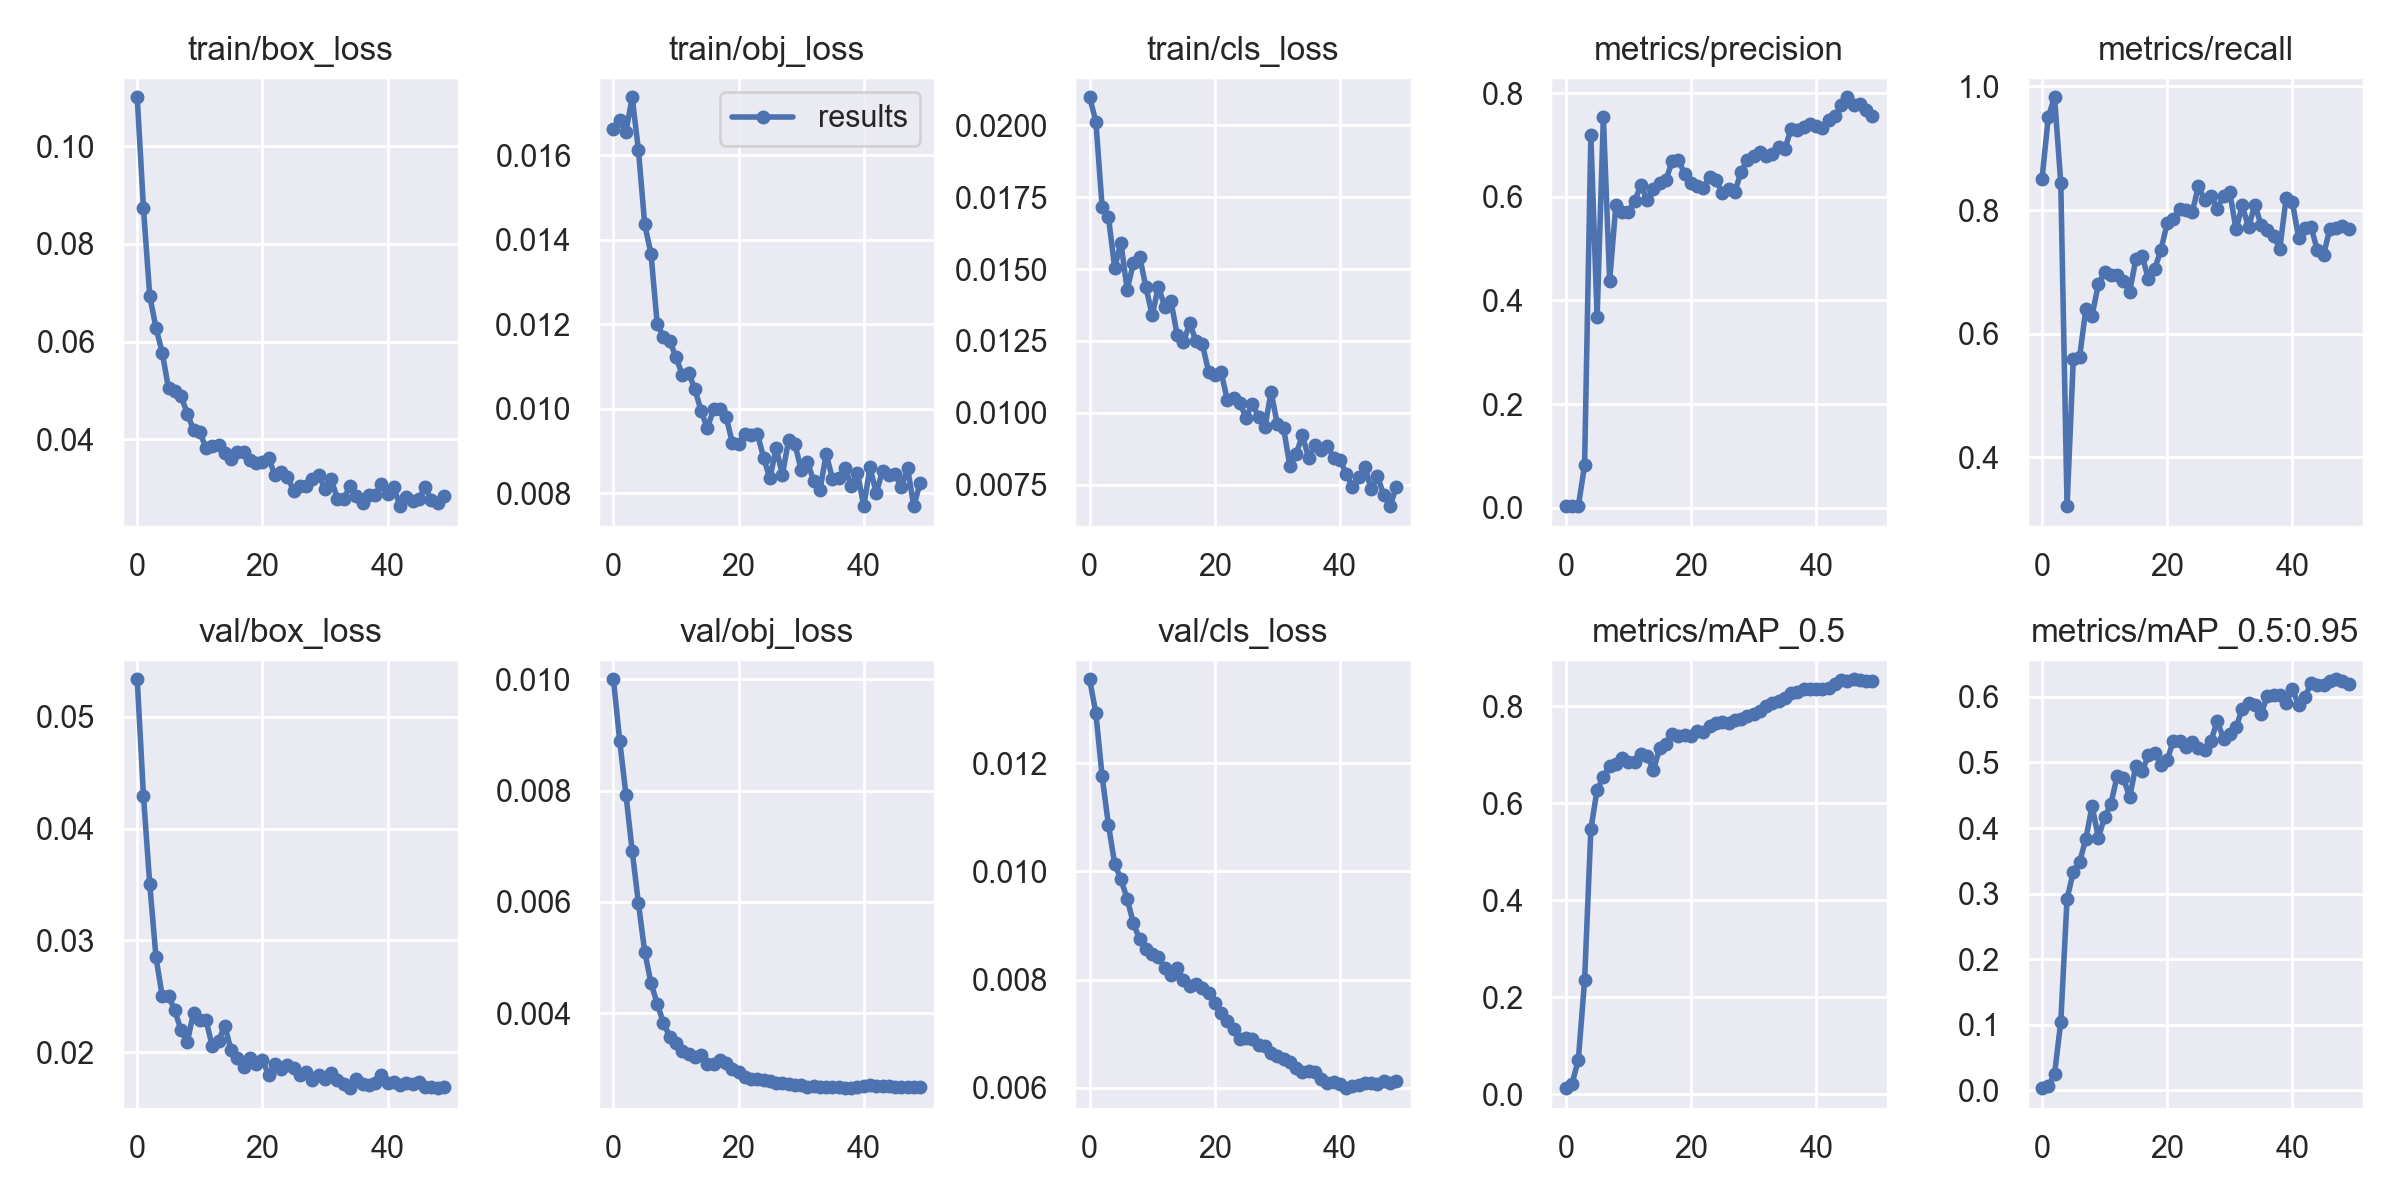 train/box_loss
0.10
0.08
0.06
0.04
0 20 40
train/obj_loss
results
0.016
0.014
0.012
0.010
0.008
0 20 40
train/cls_loss
0.0200
0.0175
0.0150
0.0125
0.0100
0.0075
0 20 40
metrics/precision
0.8
0.6
0.4
0.2
0.0
0 20 40
metrics/recall
1.0
0.8
0.6
0.4
0 20 40
val/box_loss
0.05
0.04
0.03
0.02
0 20 40
val/obj_loss
0.010
0.008
0.006
0.004
0 20 40
val/cls_loss
0.012
0.010
0.008
0.006
0 20 40
metrics/mAP_0.5
0.8
0.6
0.4
0.2
0.0
0 20 40
metrics/mAP_0.5:0.95
0.6
0.5
0.4
0.3
0.2
0.1
0.0
0 20 40